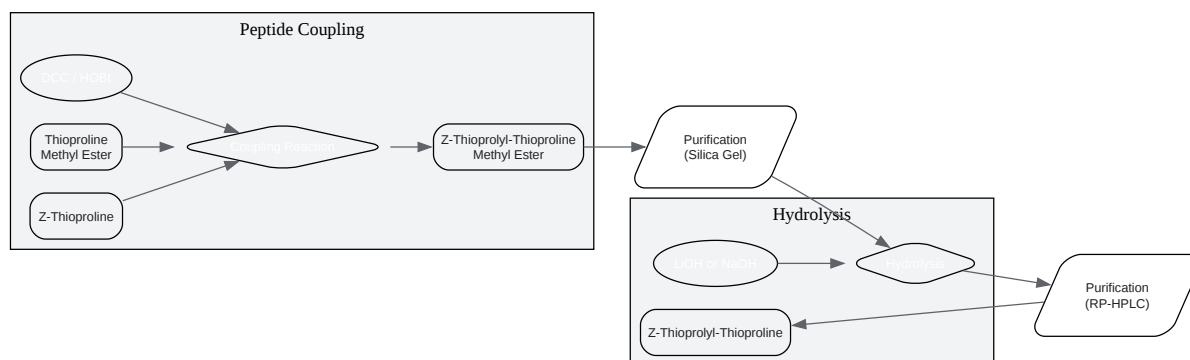 Peptide Coupling
DCC / HOBt
Thioproline
Methyl Ester
Coupling Reaction
Z-Thioprolyl-Thioproline
Methyl Ester
Z-Thioproline
Purification
(Silica Gel)
Hydrolysis
LiOH or NaOH
Hydrolysis
Purification
(RP-HPLC)
Z-Thioprolyl-Thioproline